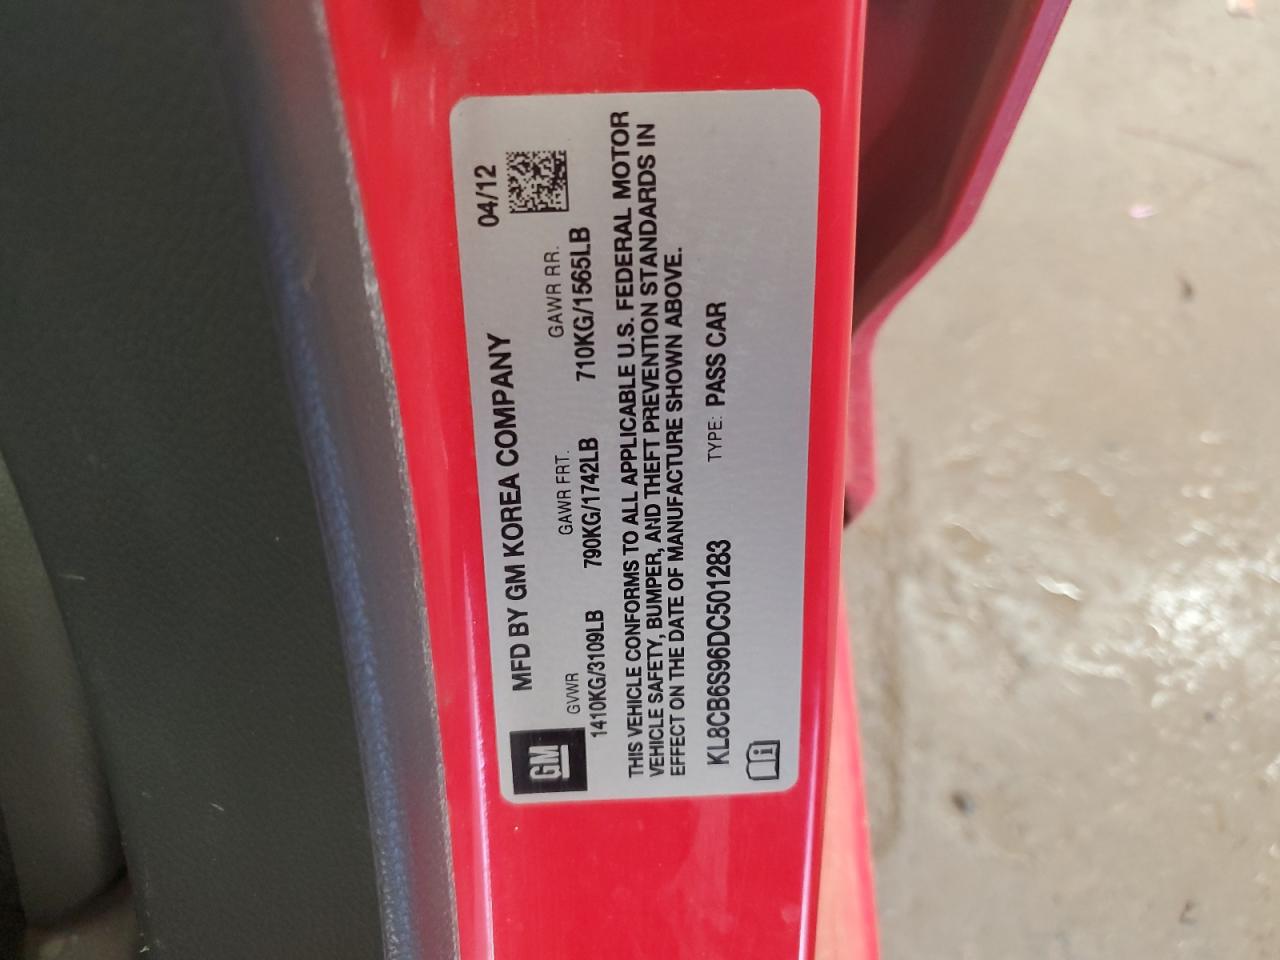 MFD BY GM KOREA COMPANY 04/12
GM
GVWR GAWR FRT. GAWR RR.
1410KG/3109LB 790KG/1742LB 710KG/1565LB
THIS VEHICLE CONFORMS TO ALL APPLICABLE U.S. FEDERAL MOTOR
VEHICLE SAFETY, BUMPER, AND THEFT PREVENTION STANDARDS IN
EFFECT ON THE DATE OF MANUFACTURE SHOWN ABOVE.
KL8CB6S96DC501283 TYPE: PASS CAR
i